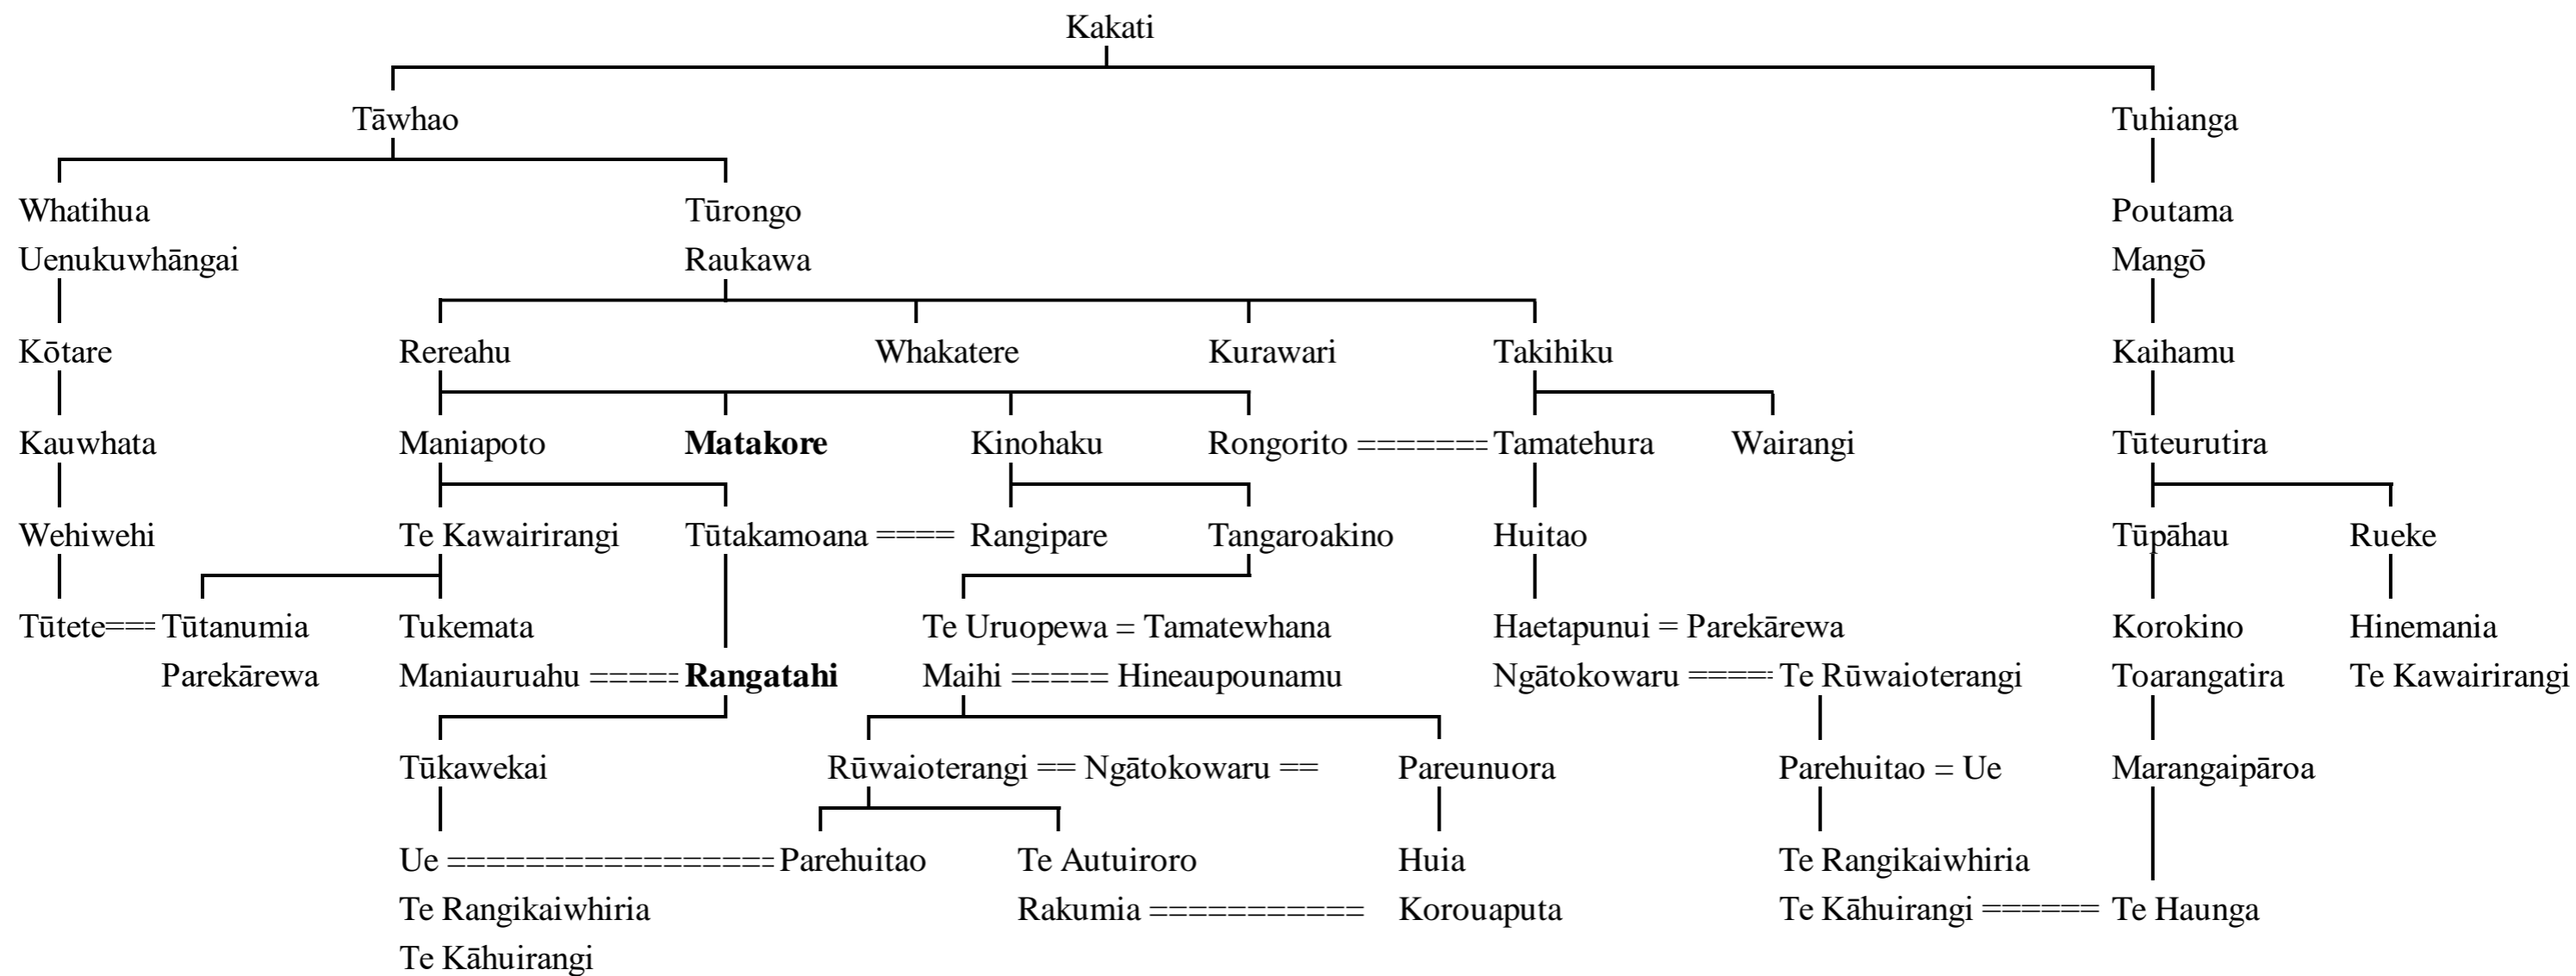 Kakati
Tāwhao Tuhianga
Whatihua Tūrongo Poutama
Uenukuwhāngai Raukawa Mangō
Kōtare Rereahu Whakatere Kurawari Takihiku Kaihamu
Kauwhata Maniapoto Matakore Kinohaku Rongorito ======= Tamatehura Wairangi Tūteurutira
Wehiwehi Te Kawairirangi Tūtakamoana ==== Rangipare Tangaroakino Huitao Tūpāhau Rueke
Tūtete=== Tūtanumia Tukemata Te Uruopewa = Tamatewhana Haetapunui = Parekārewa Korokino Hinemania
Parekārewa Maniauruahu ===== Rangatahi Maihi ===== Hineaupounamu Ngātokowaru ===== Te Rūwaioterangi Toarangatira Te Kawairirangi
Tūkawekai Rūwaioterangi == Ngātokowaru == Pareunuora Parehuitao = Ue Marangaipāroa
Ue ================= Parehuitao Te Autuiroro Huia Te Rangikaiwhiria
Te Rangikaiwhiria Rakumia =========== Korouaputa Te Kāhuirangi ====== Te Haunga
Te Kāhuirangi